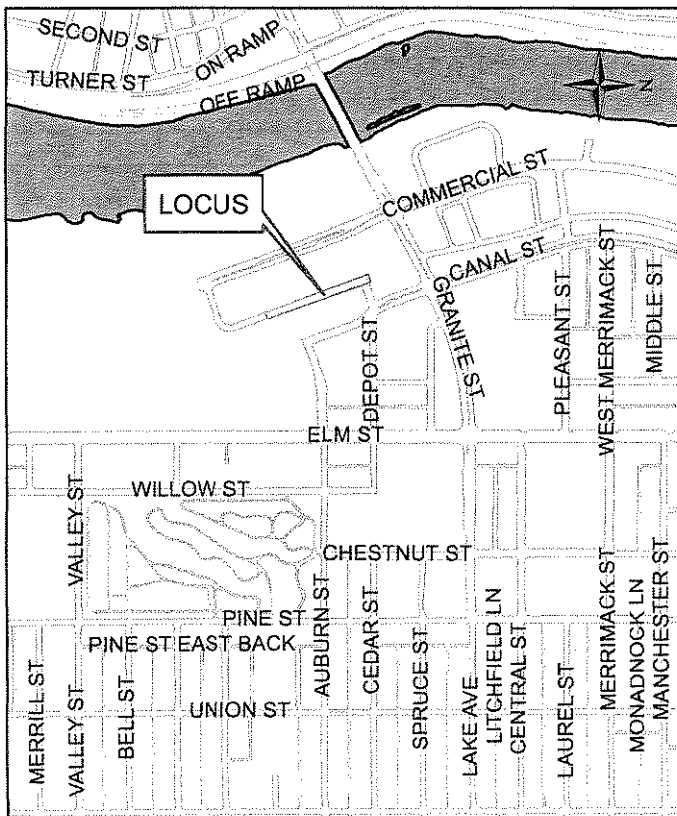 SECOND ST
ON RAMP
TURNER ST
OFF RAMP
N
LOCUS
COMMERCIAL ST
CANAL ST
GRANITE ST
DEPOT ST
PLEASANT ST
WEST MERRIMACK ST
MIDDLE ST
ELM ST
WILLOW ST
VALLEY ST
CHESTNUT ST
PINE ST
PINE ST EAST BACK
AUBURN ST
CEDAR ST
SPRUCE ST
LAKE AVE
LITCHFIELD LN
CENTRAL ST
LAUREL ST
MERRIMACK ST
MONADNOCK LN
MANCHESTER ST
UNION ST
MERRILL ST
VALLEY ST
BELL ST